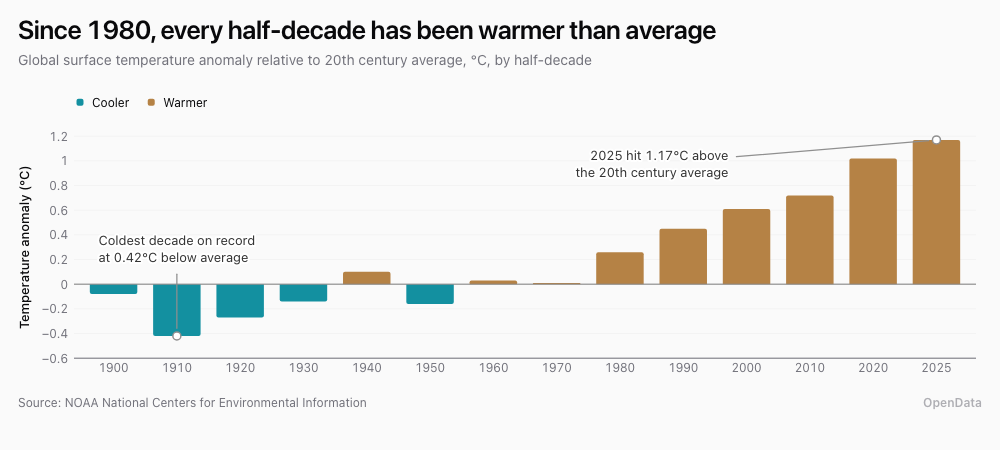 Since 1980, every half-decade has been warmer than average
Global surface temperature anomaly relative to 20th century average, °C, by half-decade
Cooler
Warmer
Temperature anomaly (°C)
1.2
1
0.8
0.6
0.4
0.2
0
−0.2
−0.4
−0.6
2025 hit 1.17°C above
the 20th century average
Coldest decade on record
at 0.42°C below average
1900 1910 1920 1930 1940 1950 1960 1970 1980 1990 2000 2010 2020 2025
Source: NOAA National Centers for Environmental Information
OpenData